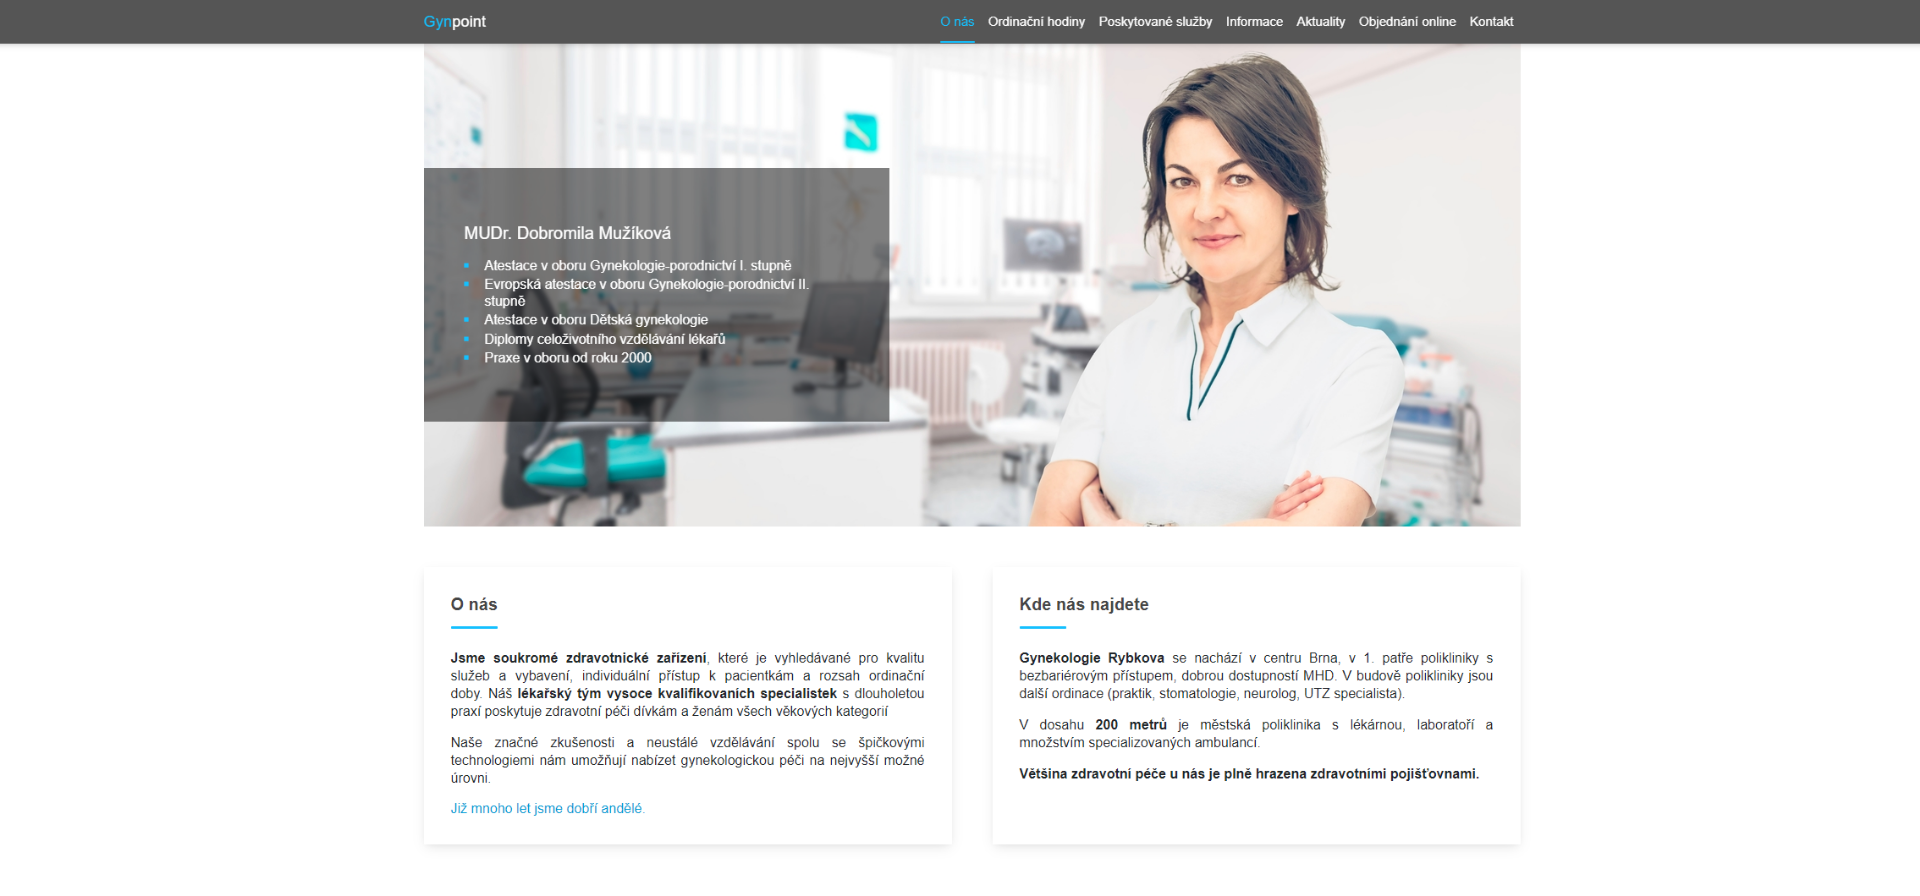 Gynpoint
O nás Ordinační hodiny Poskytované služby Informace Aktuality Objednání online Kontakt
MUDr. Dobromila Mužíková
Atestace v oboru Gynekologie-porodnictví I. stupně
Evropská atestace v oboru Gynekologie-porodnictví II.
stupně
Atestace v oboru Dětská gynekologie
Diplomy celoživotního vzdělávání lékařů
Praxe v oboru od roku 2000
O nás
Jsme soukromé zdravotnické zařízení, které je vyhledávané pro kvalitu
služeb a vybavení, individuální přístup k pacientkám a rozsah ordinační
doby. Náš lékařský tým vysoce kvalifikovaních specialistek s dlouholetou
praxí poskytuje zdravotní péči dívkám a ženám všech věkových kategorií
Naše značné zkušenosti a neustálé vzdělávání spolu se špičkovými
technologiemi nám umožňují nabízet gynekologickou péči na nejvyšší možné
úrovni.
Již mnoho let jsme dobří andělé.
Kde nás najdete
Gynekologie Rybkova se nachází v centru Brna, v 1. patře polikliniky s
bezbariérovým přístupem, dobrou dostupností MHD. V budově polikliniky jsou
další ordinace (praktik, stomatologie, neurolog, UTZ specialista).
V dosahu 200 metrů je městská poliklinika s lékárnou, laboratoří a
množstvím specializovaných ambulancí.
Většina zdravotní péče u nás je plně hrazena zdravotními pojišťovnami.